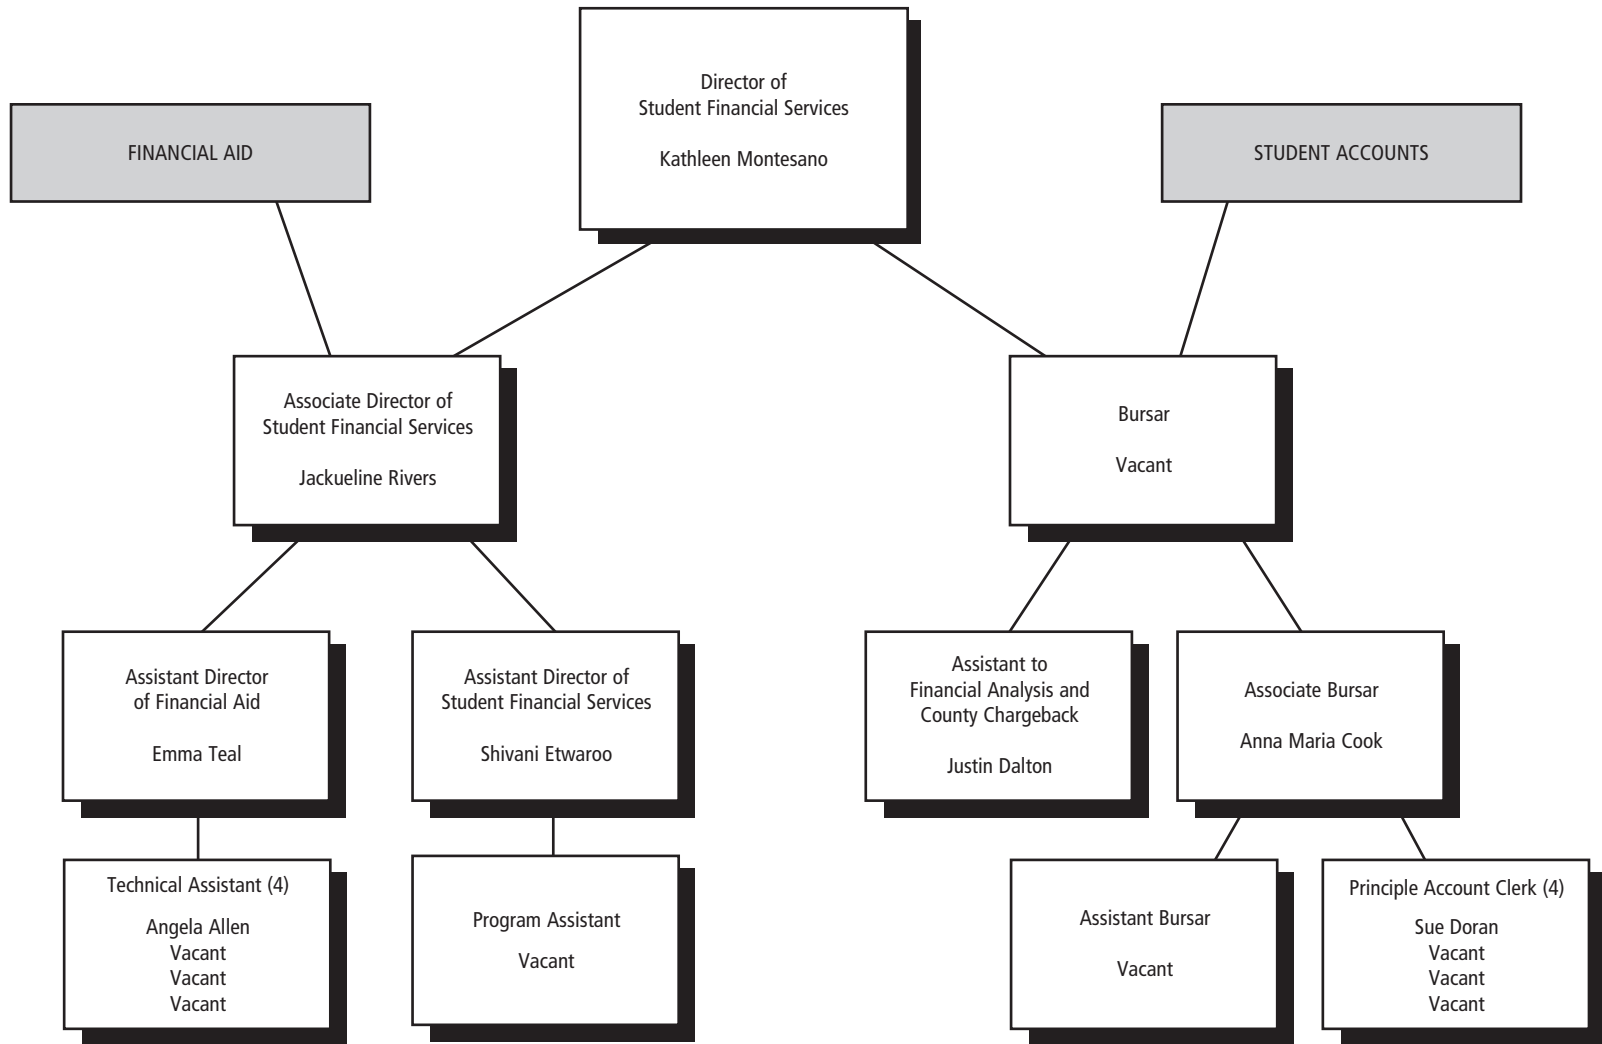 Director of
Student Financial Services
Kathleen Montesano
FINANCIAL AID
STUDENT ACCOUNTS
Associate Director of
Student Financial Services
Jackueline Rivers
Bursar
Vacant
Assistant Director
of Financial Aid
Emma Teal
Assistant Director of
Student Financial Services
Shivani Etwaroo
Assistant to
Financial Analysis and
County Chargeback
Justin Dalton
Associate Bursar
Anna Maria Cook
Technical Assistant (4)
Angela Allen
Vacant
Vacant
Vacant
Program Assistant
Vacant
Assistant Bursar
Vacant
Principle Account Clerk (4)
Sue Doran
Vacant
Vacant
Vacant